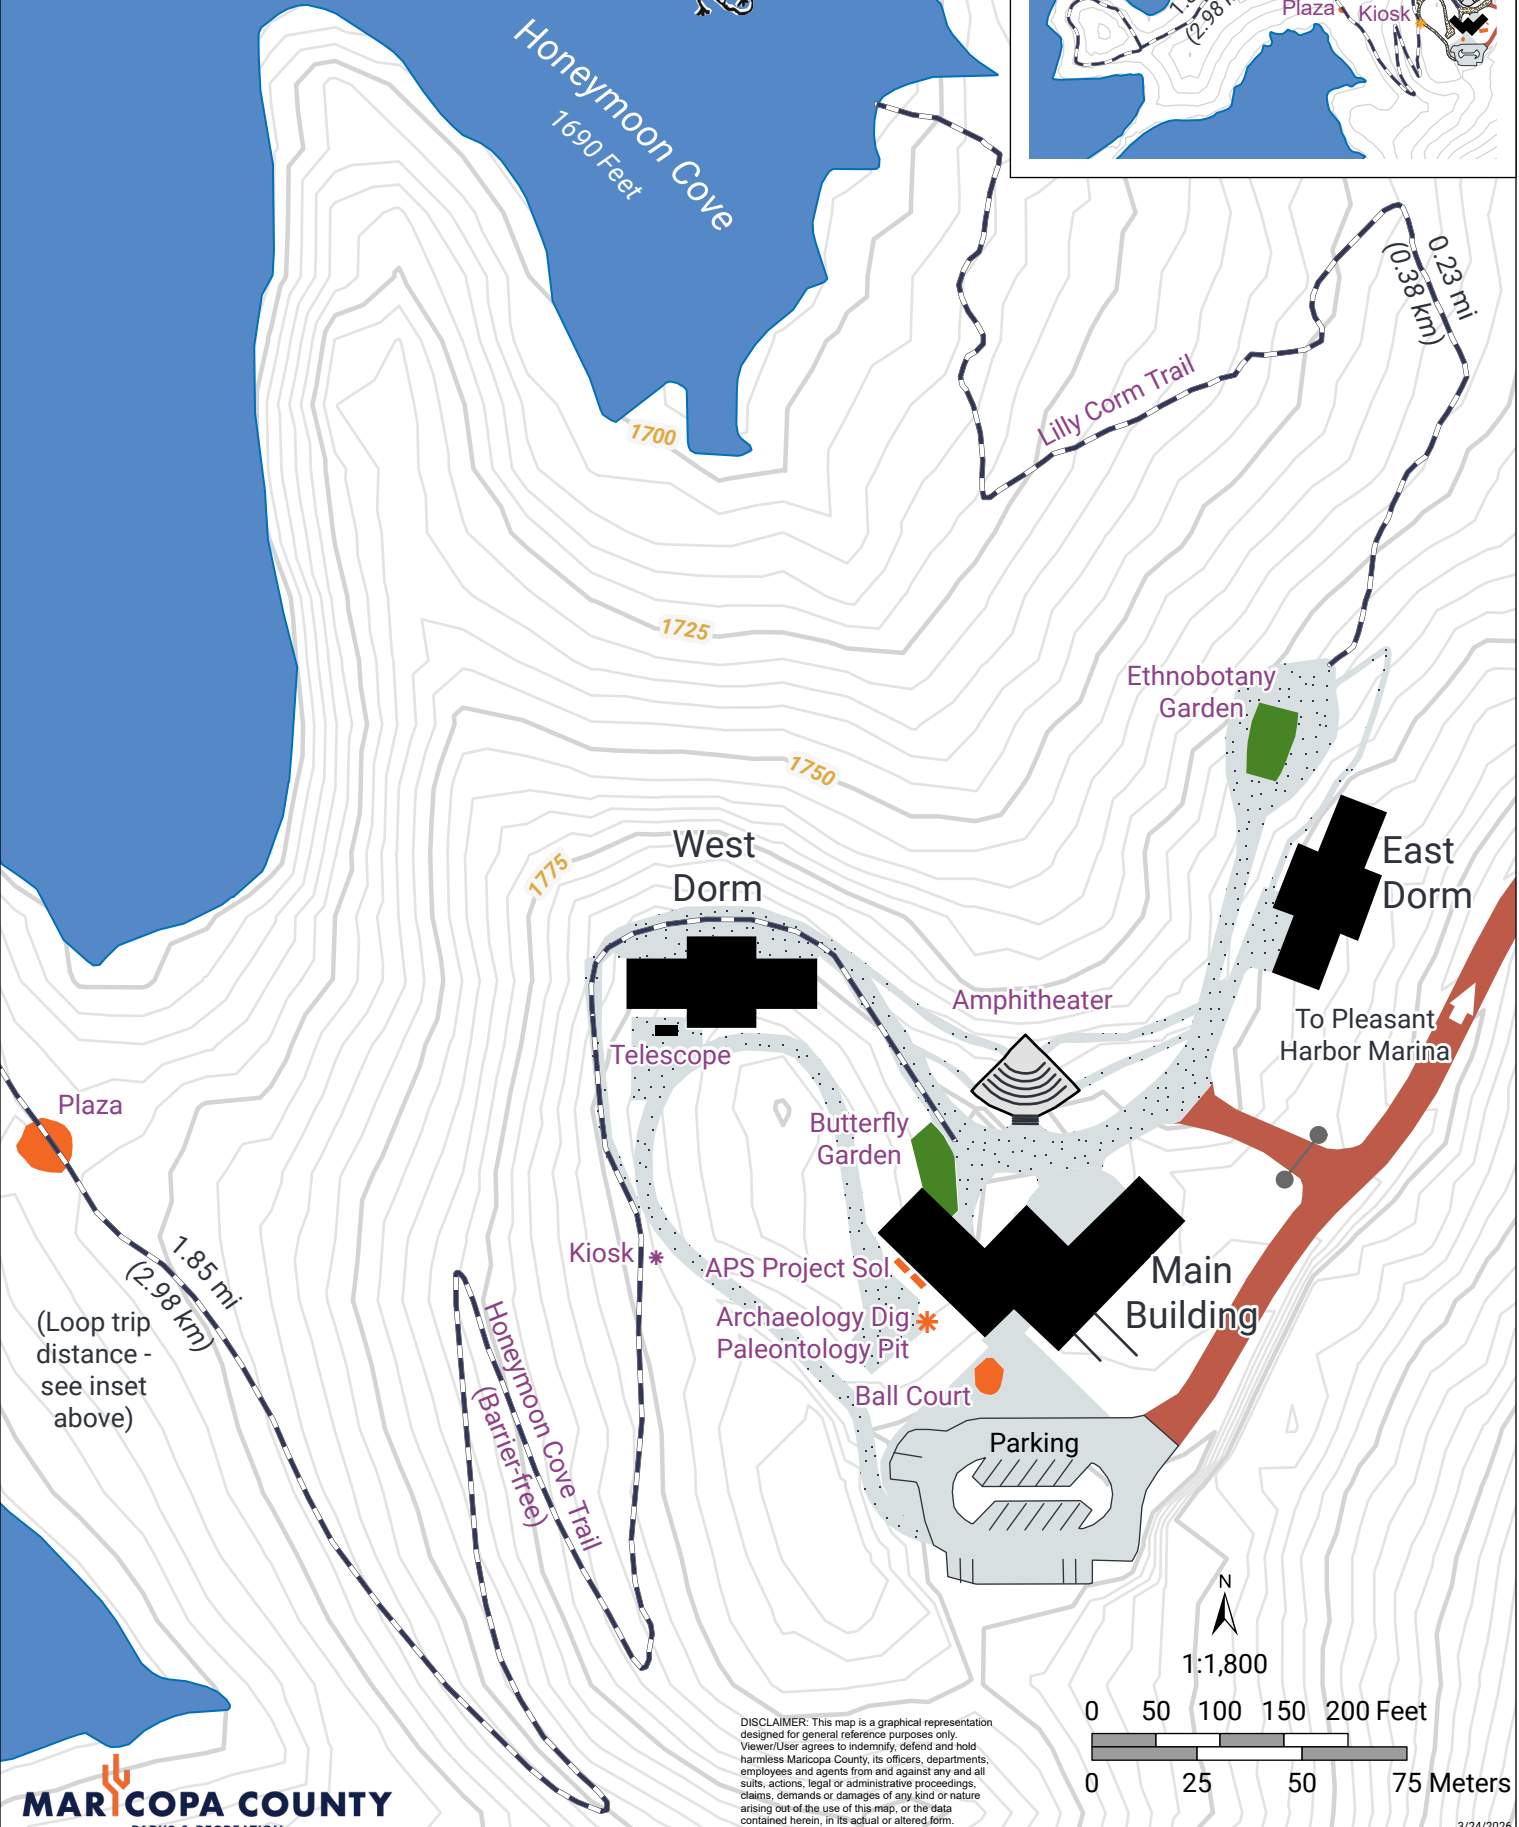 Plaza
Kiosk
(2.98
Honeymoon Cove
1690 Feet
0.23 mi
(0.38 km)
Lilly Corm Trail
1700
1725
1750
1775
Ethnobotany
Garden
West
Dorm
East
Dorm
Amphitheater
To Pleasant
Harbor Marina
Telescope
Plaza
Butterfly
Garden
Kiosk
APS Project Sol
Archaeology Dig
Paleontology Pit
Main
Building
Ball Court
1.85 mi
(2.98 km)
(Loop trip
distance -
see inset
above)
Honeymoon Cove Trail
(Barrier-free)
Parking
N
1:1,800
0 50 100 150 200 Feet
0 25 50 75 Meters
DISCLAIMER: This map is a graphical representation
designed for general reference purposes only.
Viewer/User agrees to indemnify, defend and hold
harmless Maricopa County, its officers, departments,
employees and agents from and against any and all
suits, actions, legal or administrative proceedings,
claims, demands or damages of any kind or nature
arising out of the use of this map, or the data
contained herein, in its actual or altered form.
MARICOPA COUNTY
PARKS & RECREATION
3/24/2026